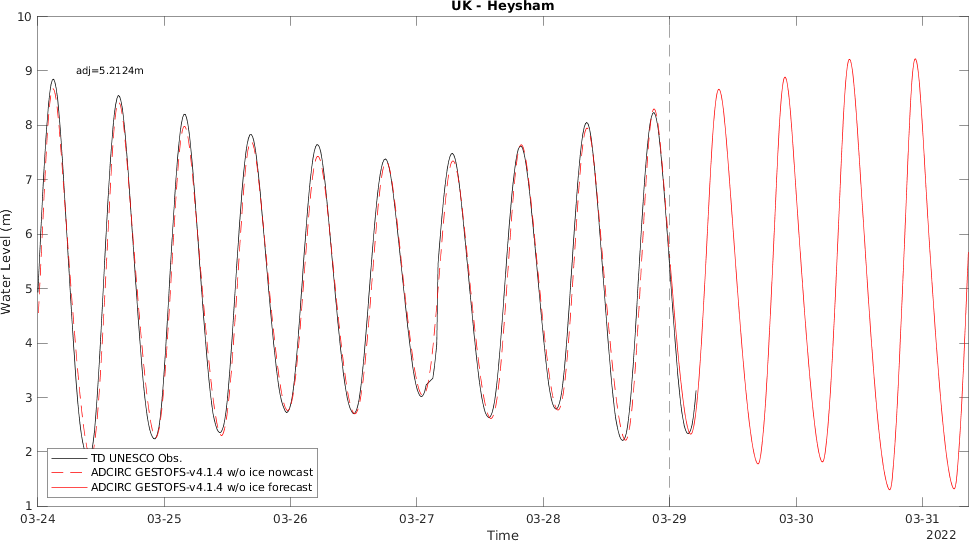 UK - Heysham
10
9
8
7
6
5
4
3
2
1
Water Level (m)
adj=5.2124m
TD UNESCO Obs.
ADCIRC GESTOFS-v4.1.4 w/o ice nowcast
ADCIRC GESTOFS-v4.1.4 w/o ice forecast
03-24 03-25 03-26 03-27 03-28 03-29 03-30 03-31
Time
2022